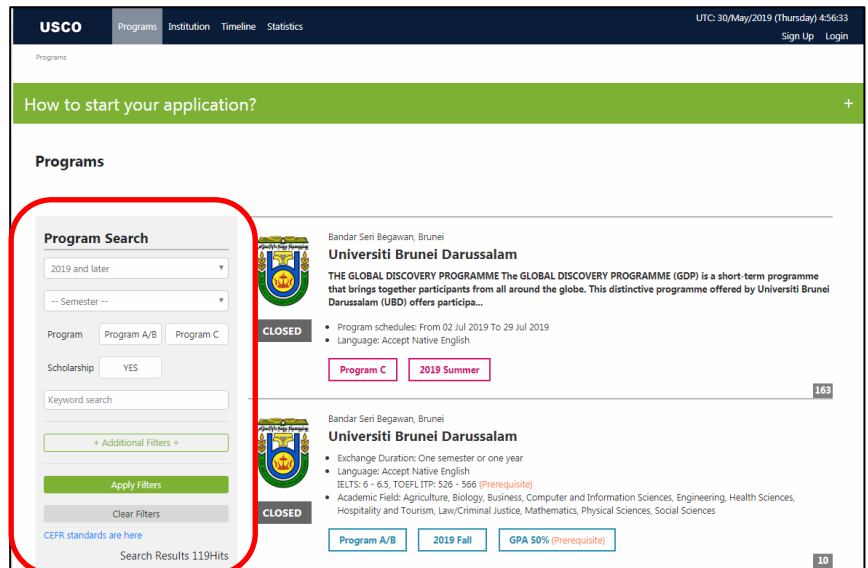 USCO
Programs Institution Timeline Statistics
UTC: 30/May/2019 (Thursday) 4:56:33
Sign Up Login
Programs
How to start your application?
+
Programs
Program Search
2019 and later
-- Semester --
Program Program A/B Program C
Scholarship YES
Keyword search
+ Additional Filters +
Apply Filters
Clear Filters
CEFR standards are here
Search Results 119Hits
Bandar Seri Begawan, Brunei
Universiti Brunei Darussalam
THE GLOBAL DISCOVERY PROGRAMME The GLOBAL DISCOVERY PROGRAMME (GDP) is a short-term programme
that brings together participants from all around the globe. This distinctive programme offered by Universiti Brunei
Darussalam (UBD) offers participa...
CLOSED
• Program schedules: From 02 Jul 2019 To 29 Jul 2019
• Language: Accept Native English
Program C 2019 Summer
163
Bandar Seri Begawan, Brunei
Universiti Brunei Darussalam
• Exchange Duration: One semester or one year
• Language: Accept Native English
IELTS: 6 - 6.5, TOEFL ITP: 526 - 566 (Prerequisite)
• Academic Field: Agriculture, Biology, Business, Computer and Information Sciences, Engineering, Health Sciences,
Hospitality and Tourism, Law/Criminal Justice, Mathematics, Physical Sciences, Social Sciences
CLOSED
Program A/B 2019 Fall GPA 50% (Prerequisite)
10